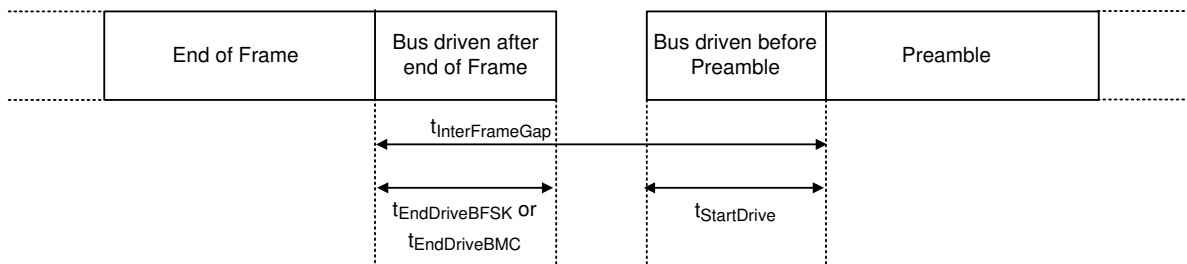 End of Frame
Bus driven after
end of Frame
Bus driven before
Preamble
Preamble
tInterFrameGap
tEndDriveBFSK or
tEndDriveBMC
tStartDrive